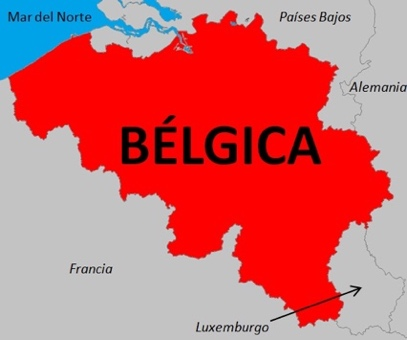 Mar del Norte
Países Bajos
Alemania
BÉLGICA
Francia
Luxemburgo